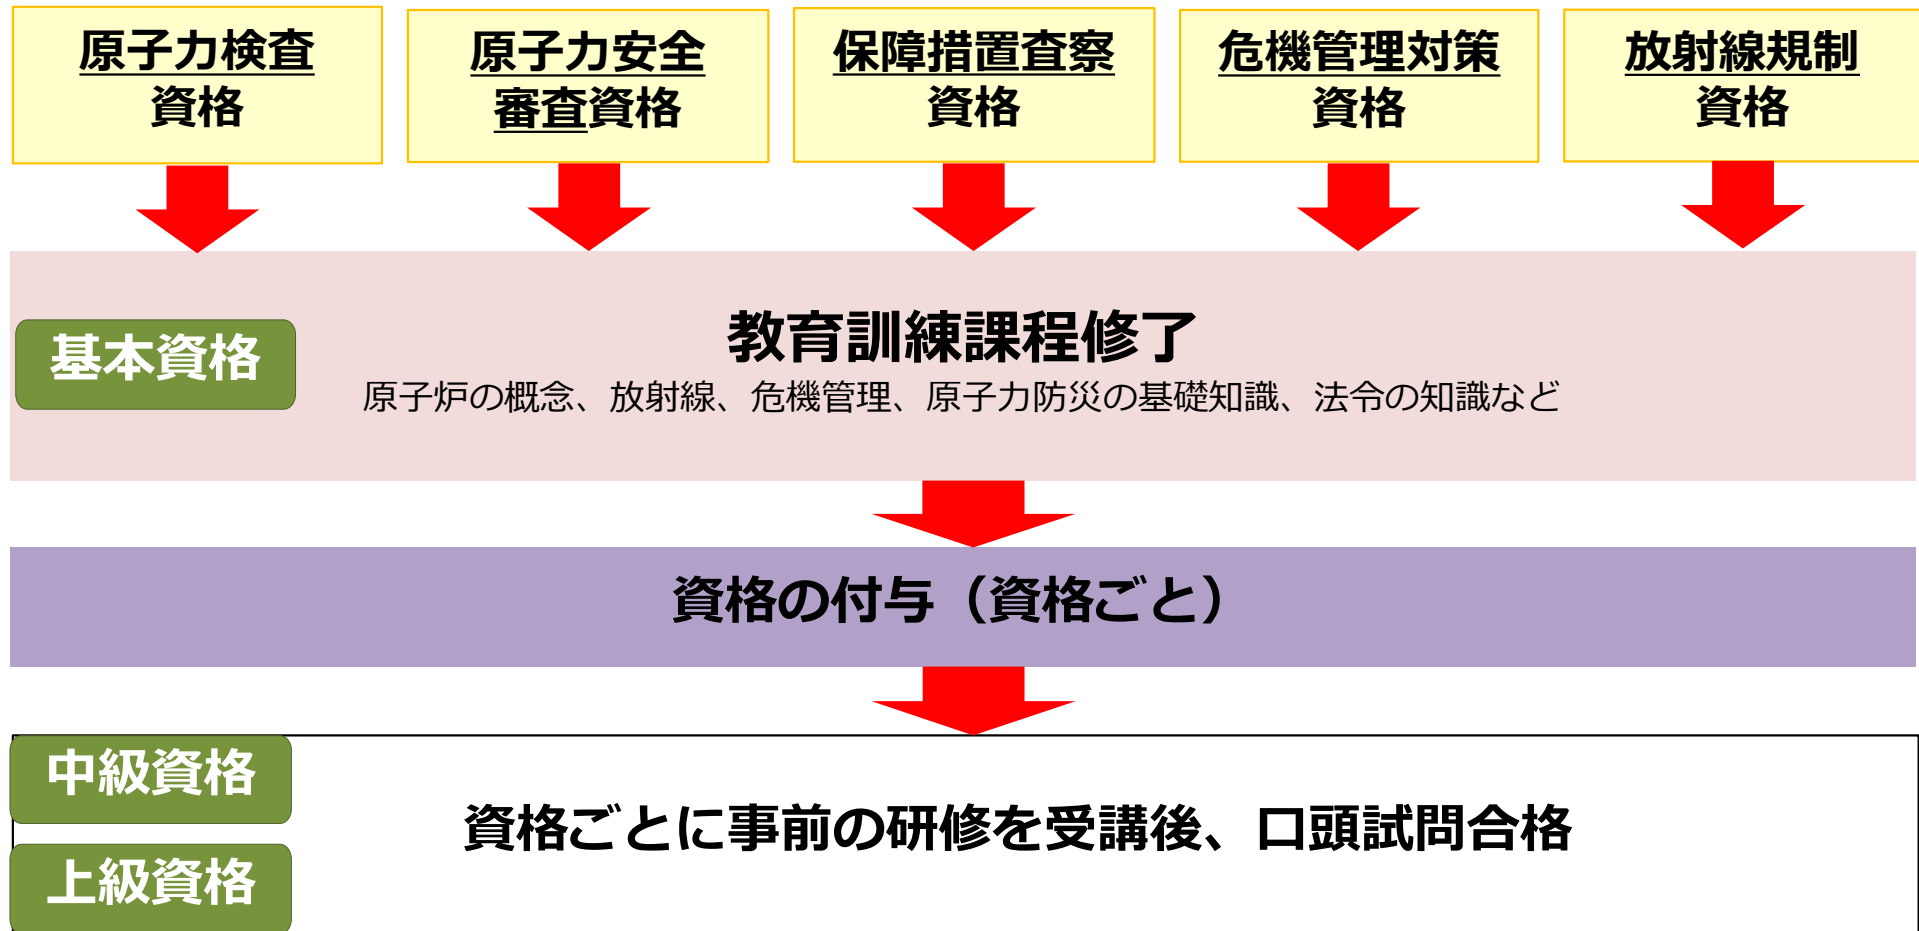 原子力検査
資格
原子力安全
審査資格
保障措置査察
資格
危機管理対策
資格
放射線規制
資格
基本資格
教育訓練課程修了
原子炉の概念、放射線、危機管理、原子力防災の基礎知識、法令の知識など
資格の付与（資格ごと）
中級資格
上級資格
資格ごとに事前の研修を受講後、口頭試問合格